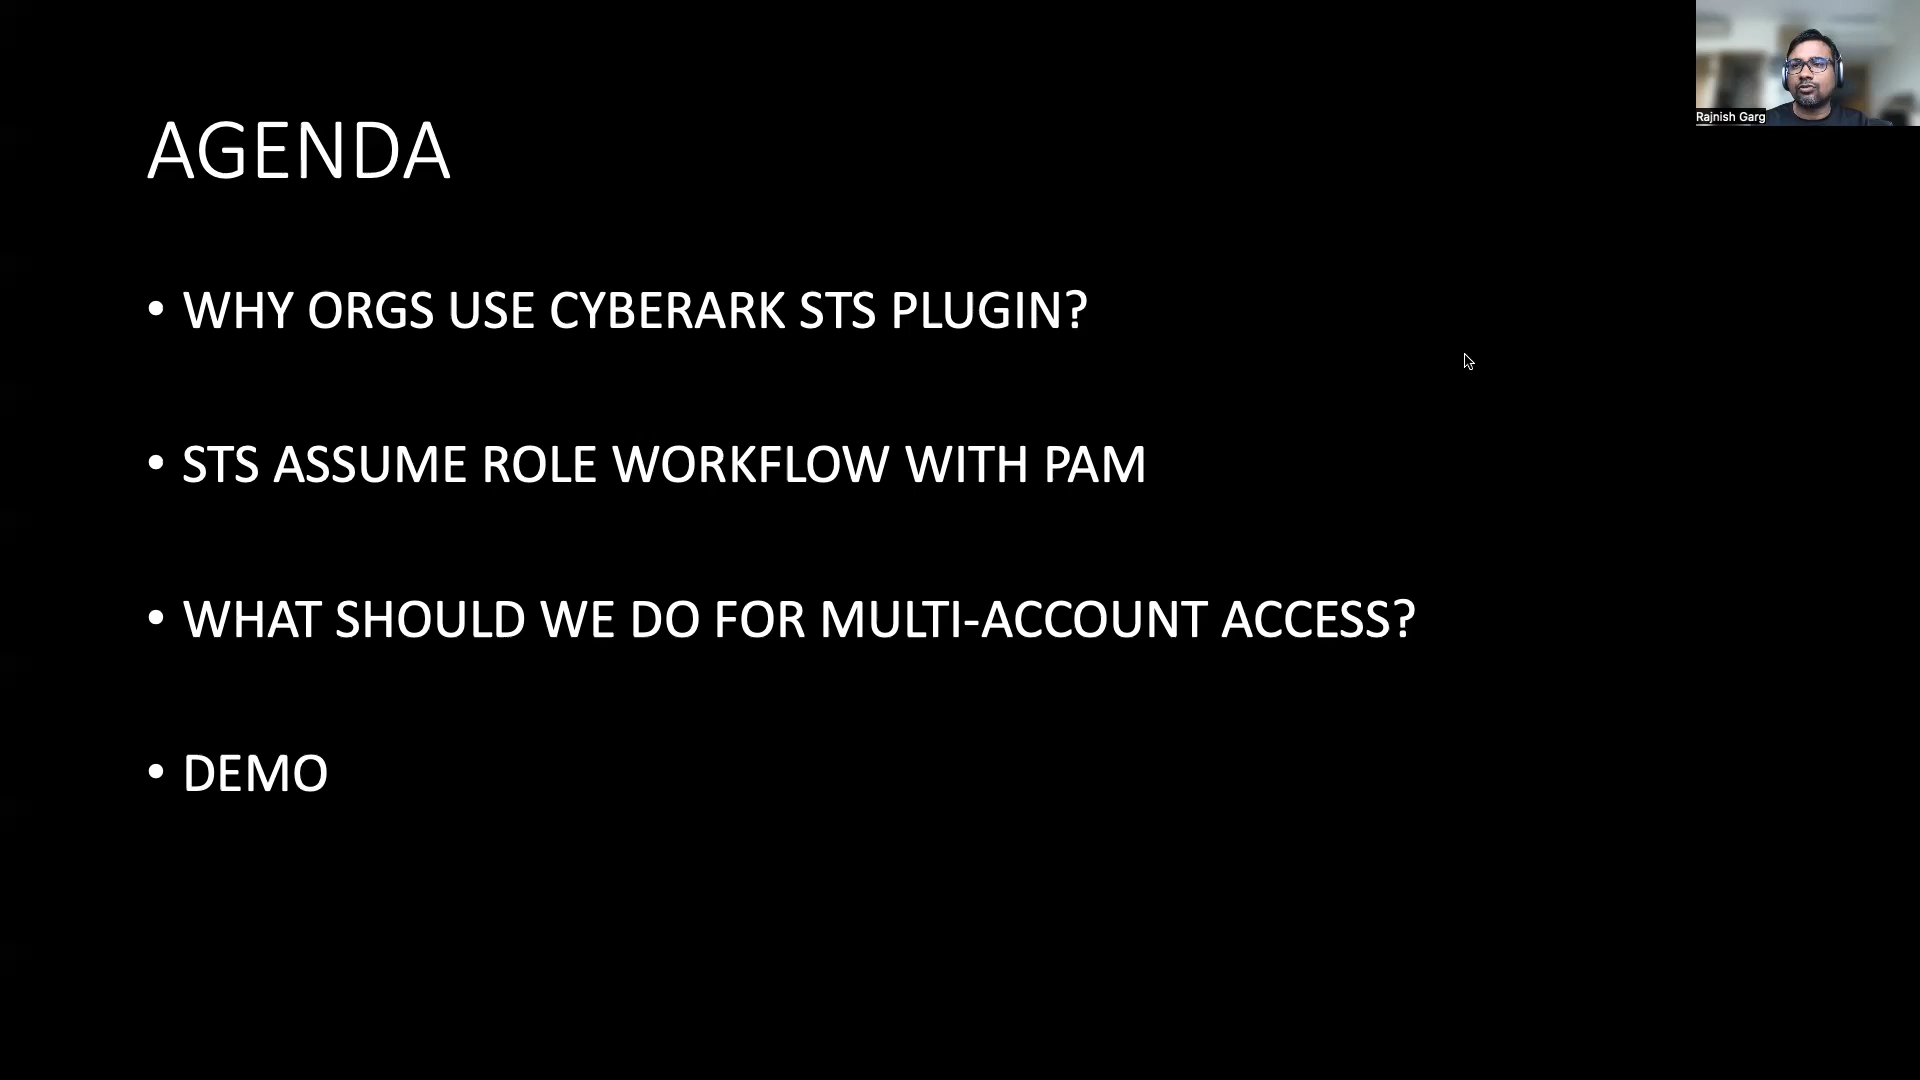 Rajnish Garg
AGENDA
• WHY ORGS USE CYBERARK STS PLUGIN?
• STS ASSUME ROLE WORKFLOW WITH PAM
• WHAT SHOULD WE DO FOR MULTI-ACCOUNT ACCESS?
• DEMO